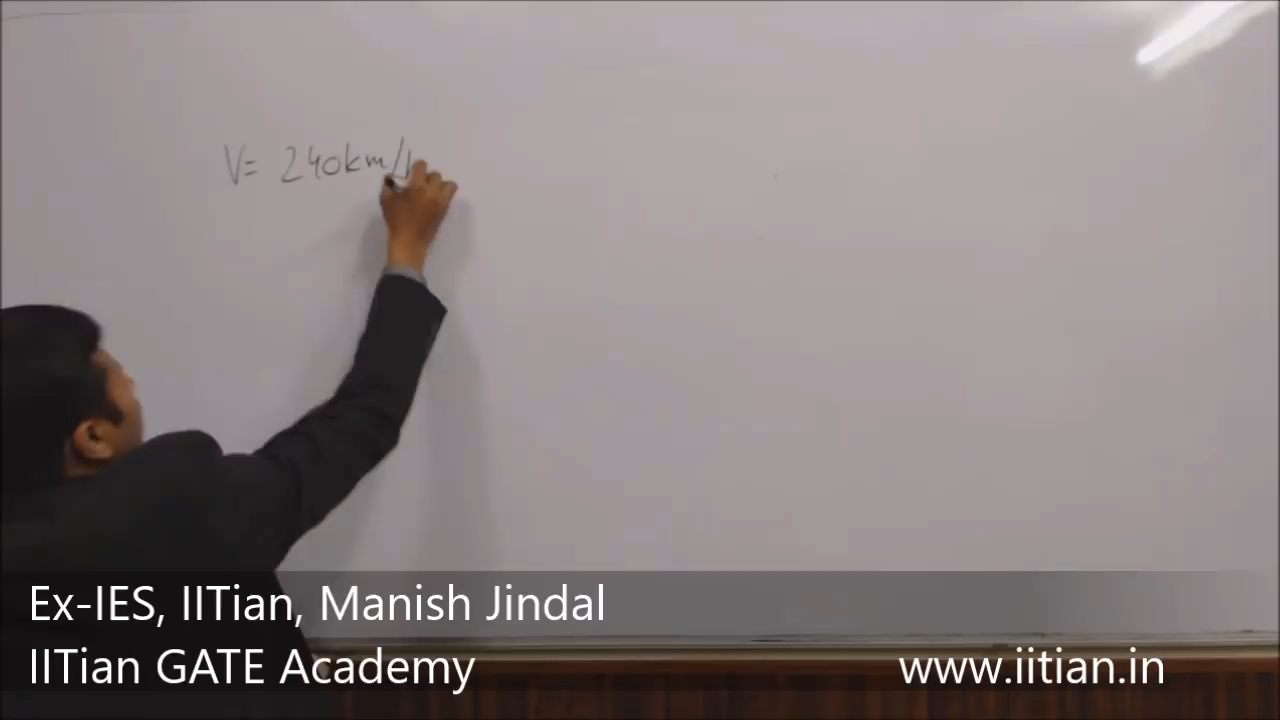 V= 240km/h
Ex-IES, IITian, Manish Jindal
IITian GATE Academy
www.iitian.in